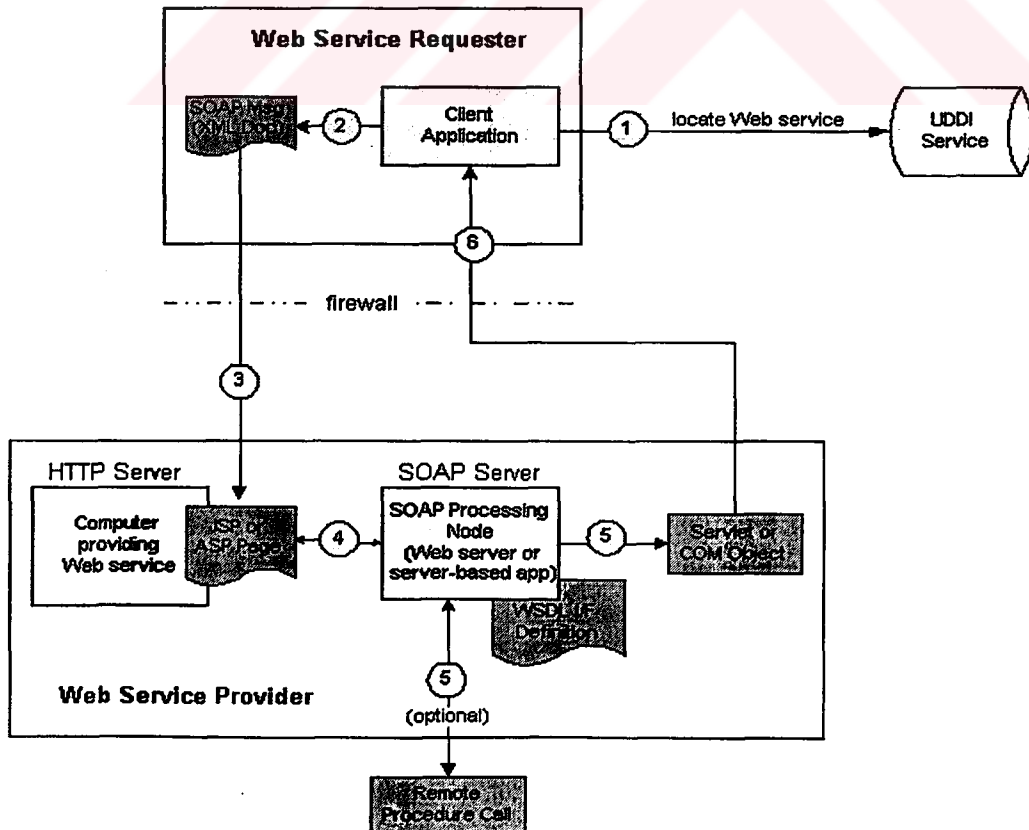 Web Service Requester
SOAP Msg
(XML Doc)
2
Client
Application
1
locate Web service
UDDI
Service
6
firewall
3
HTTP Server
SOAP Server
Computer
providing
Web service
JSP or
ASP Page
4
SOAP Processing
Node
(Web server or
server-based app)
5
Servlet or
COM Object
WSDL I/F
Definition
5
(optional)
Web Service Provider
Remote
Procedure Call